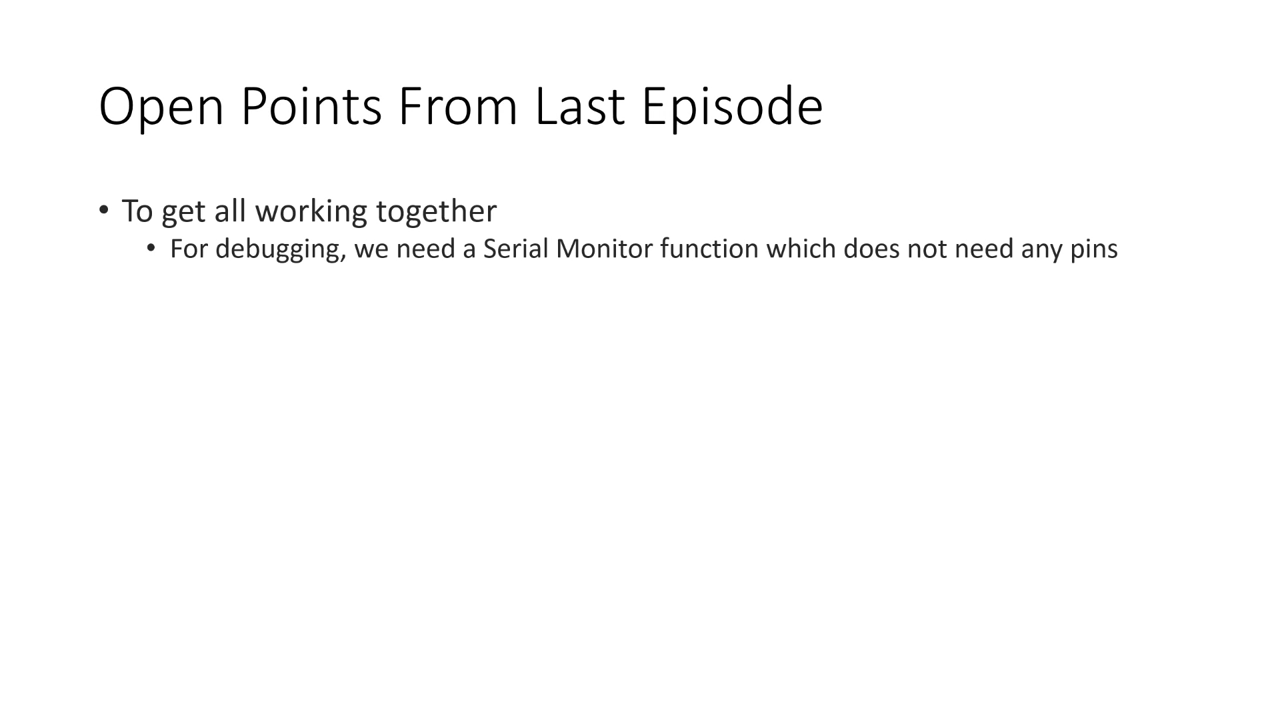 Open Points From Last Episode
• To get all working together
• For debugging, we need a Serial Monitor function which does not need any pins